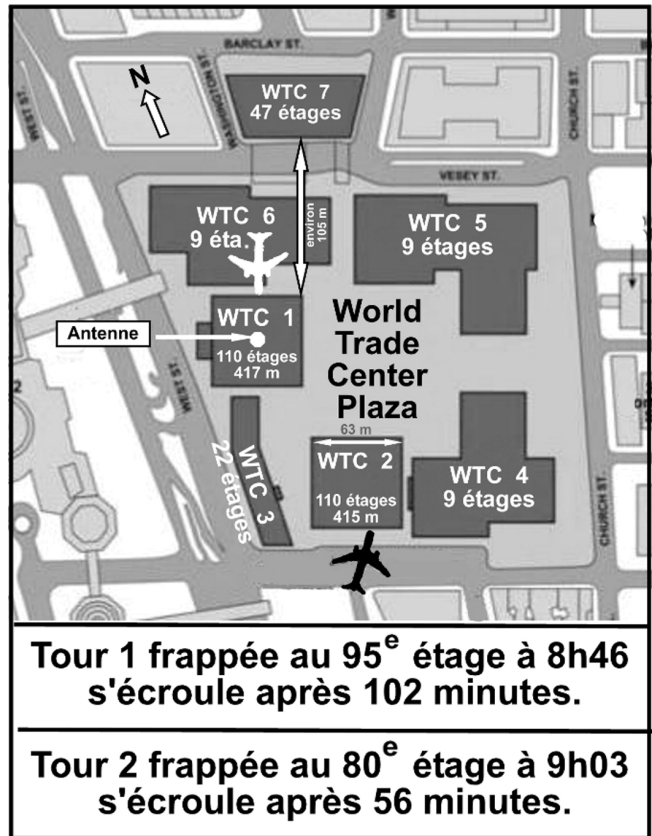 BARCLAY ST.
N
WEST ST.
WASHINGTON ST.
CHURCH ST.
WTC 7
47 étages
VESEY ST.
WTC 6
9 éta.
environ
105 m
WTC 5
9 étages
WTC 1
Antenne
110 étages
417 m
World
Trade
Center
Plaza
WEST ST.
63 m
WTC 3
22 étages
WTC 2
110 étages
415 m
WTC 4
9 étages
CHURCH ST.
Tour 1 frappée au 95e étage à 8h46
s'écroule après 102 minutes.
Tour 2 frappée au 80e étage à 9h03
s'écroule après 56 minutes.